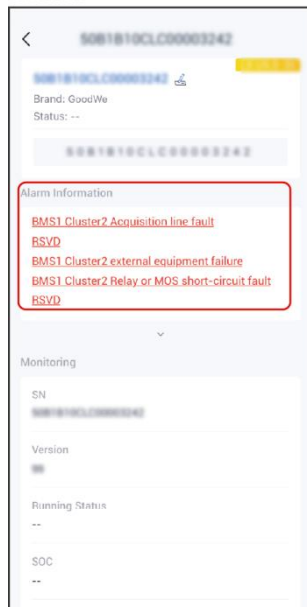 Brand: GoodWe
Status: --
Alarm Information
BMS1 Cluster2 Acquisition line fault
RSVD
BMS1 Cluster2 external equipment failure
BMS1 Cluster2 Relay or MOS short-circuit fault
RSVD
Monitoring
SN
Version
Running Status
--
SOC
--